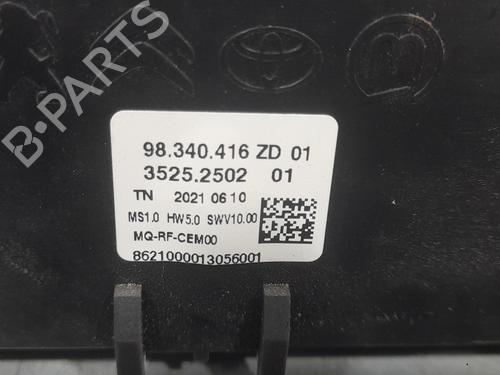 98.340.416 ZD 01
3525.2502 01
TN 2021 06 10
MS1.0 HW5.0 SWV10.00
MQ-RF-CEM00
8621000013056001
B-PARTS